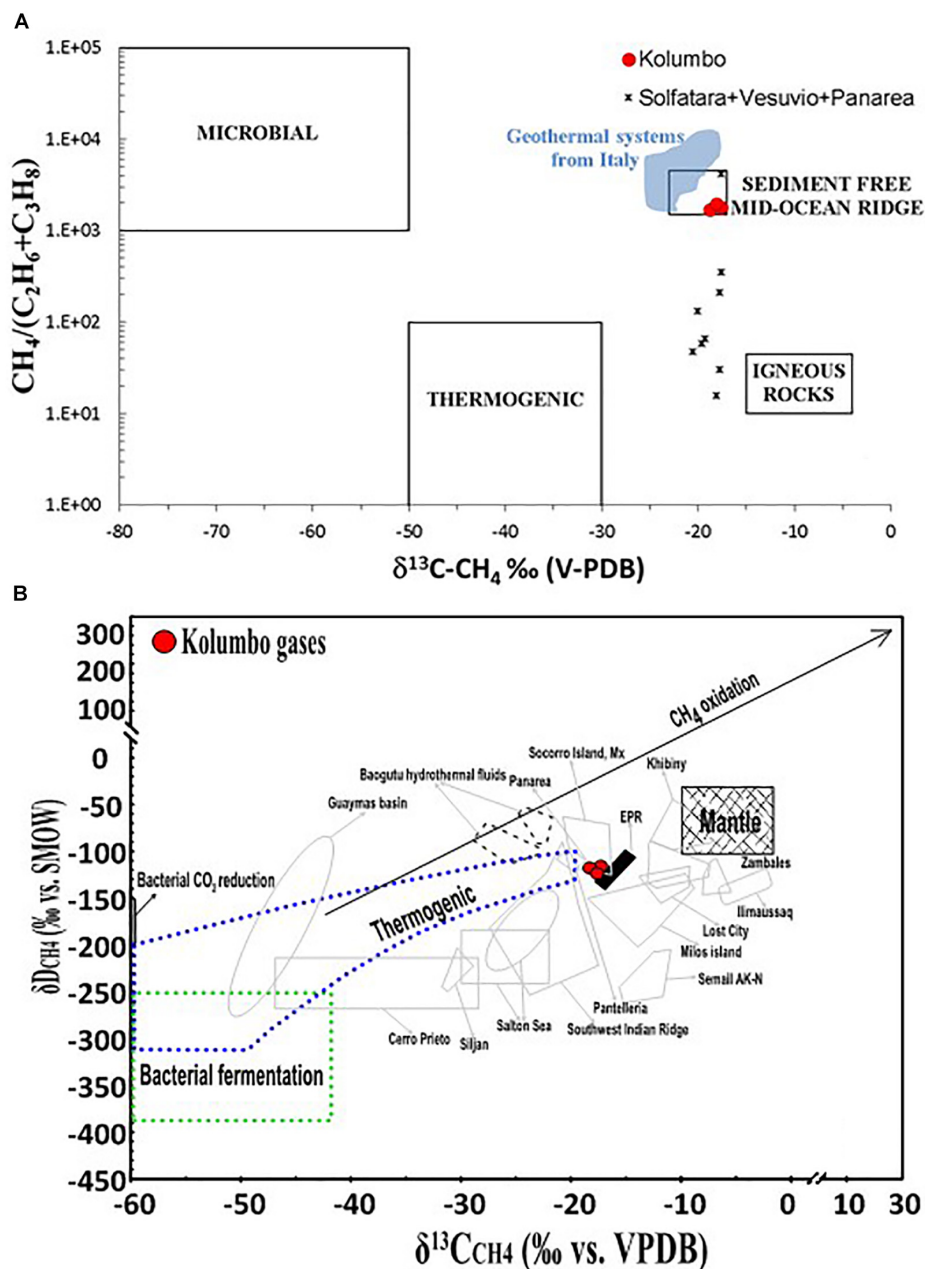 A
1.E+05
1.E+04
1.E+03
1.E+02
1.E+01
1.E+00
CH₄/(C₂H₆+C₃H₈)
MICROBIAL
THERMOGENIC
Kolumbo
Solfatara+Vesuvio+Panarea
Geothermal systems
from Italy
SEDIMENT FREE
MID-OCEAN RIDGE
IGNEOUS
ROCKS
-80 -70 -60 -50 -40 -30 -20 -10 0
δ¹³C-CH₄ ‰ (V-PDB)
B
300
200
100
0
-50
-100
-150
-200
-250
-300
-350
-400
-450
δDCH4 (‰ vs. SMOW)
Kolumbo gases
CH₄ oxidation
Socorro Island, Mx
Khibiny
Baogutu hydrothermal fluids
Panarea
Guaymas basin
EPR
Mantle
Bacterial CO₂ reduction
Zambales
Thermogenic
Ilimaussaq
Lost City
Milos island
Semail AK-N
Pantelleria
Southwest Indian Ridge
Salton Sea
Siljan
Cerro Prieto
Bacterial fermentation
-60 -50 -40 -30 -20 -10 0 30
δ¹³CCH4 (‰ vs. VPDB)